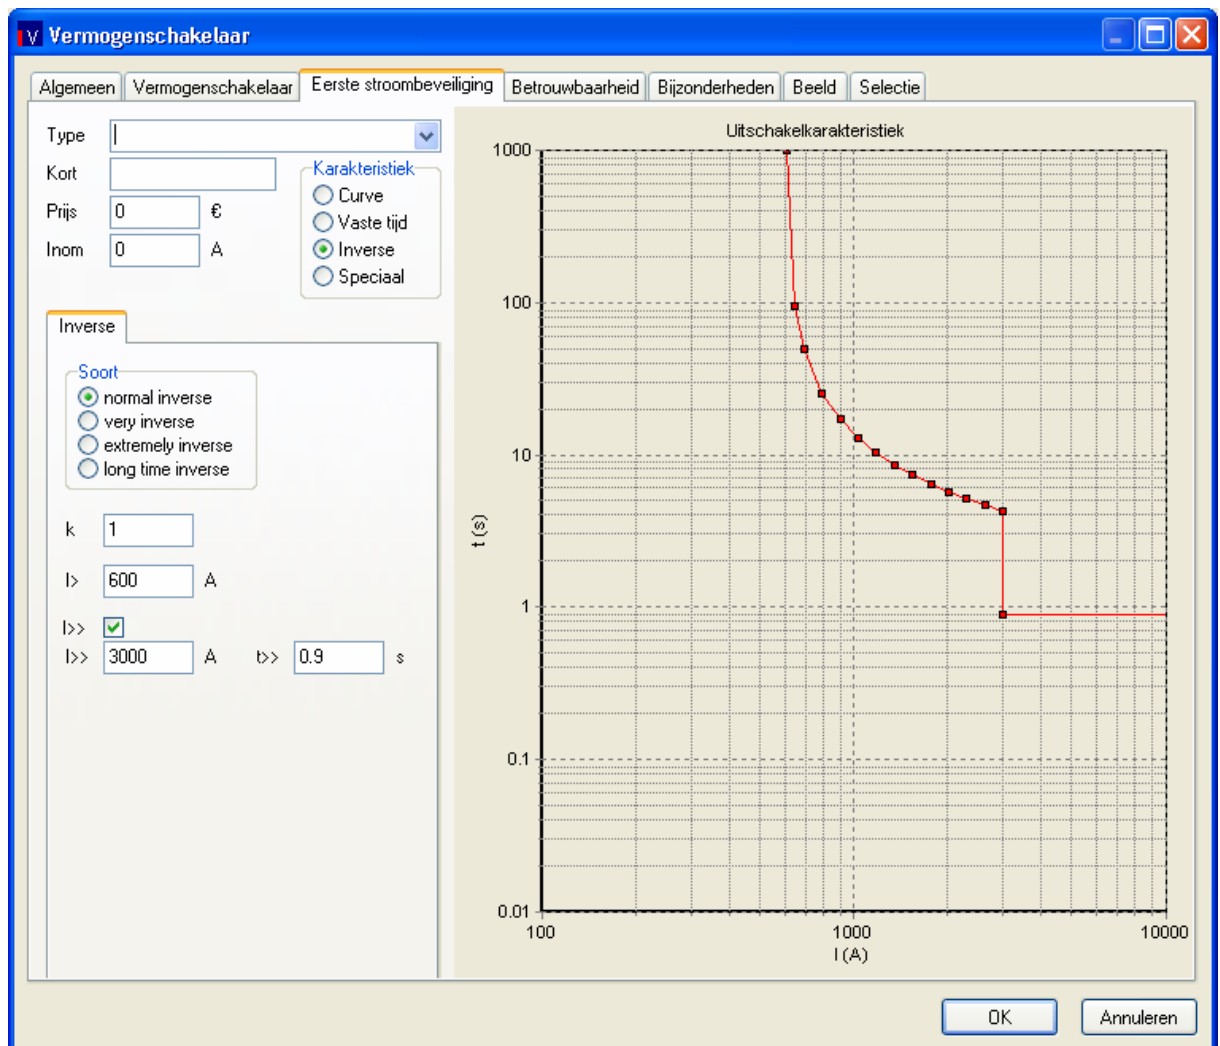 V Vermogenschakelaar
Algemeen Vermogenschakelaar Eerste stroombeveiliging Betrouwbaarheid Bijzonderheden Beeld Selectie
Type
Kort
Prijs 0 €
Inom 0 A
Karakteristiek
Curve
Vaste tijd
Inverse
Speciaal
Inverse
Soort
normal inverse
very inverse
extremely inverse
long time inverse
k 1
I> 600 A
I>>
I>> 3000 A t>> 0.9 s
Uitschakelkarakteristiek
1000
100
10
1
0.1
0.01
t (s)
100 1000 10000
I (A)
OK Annuleren